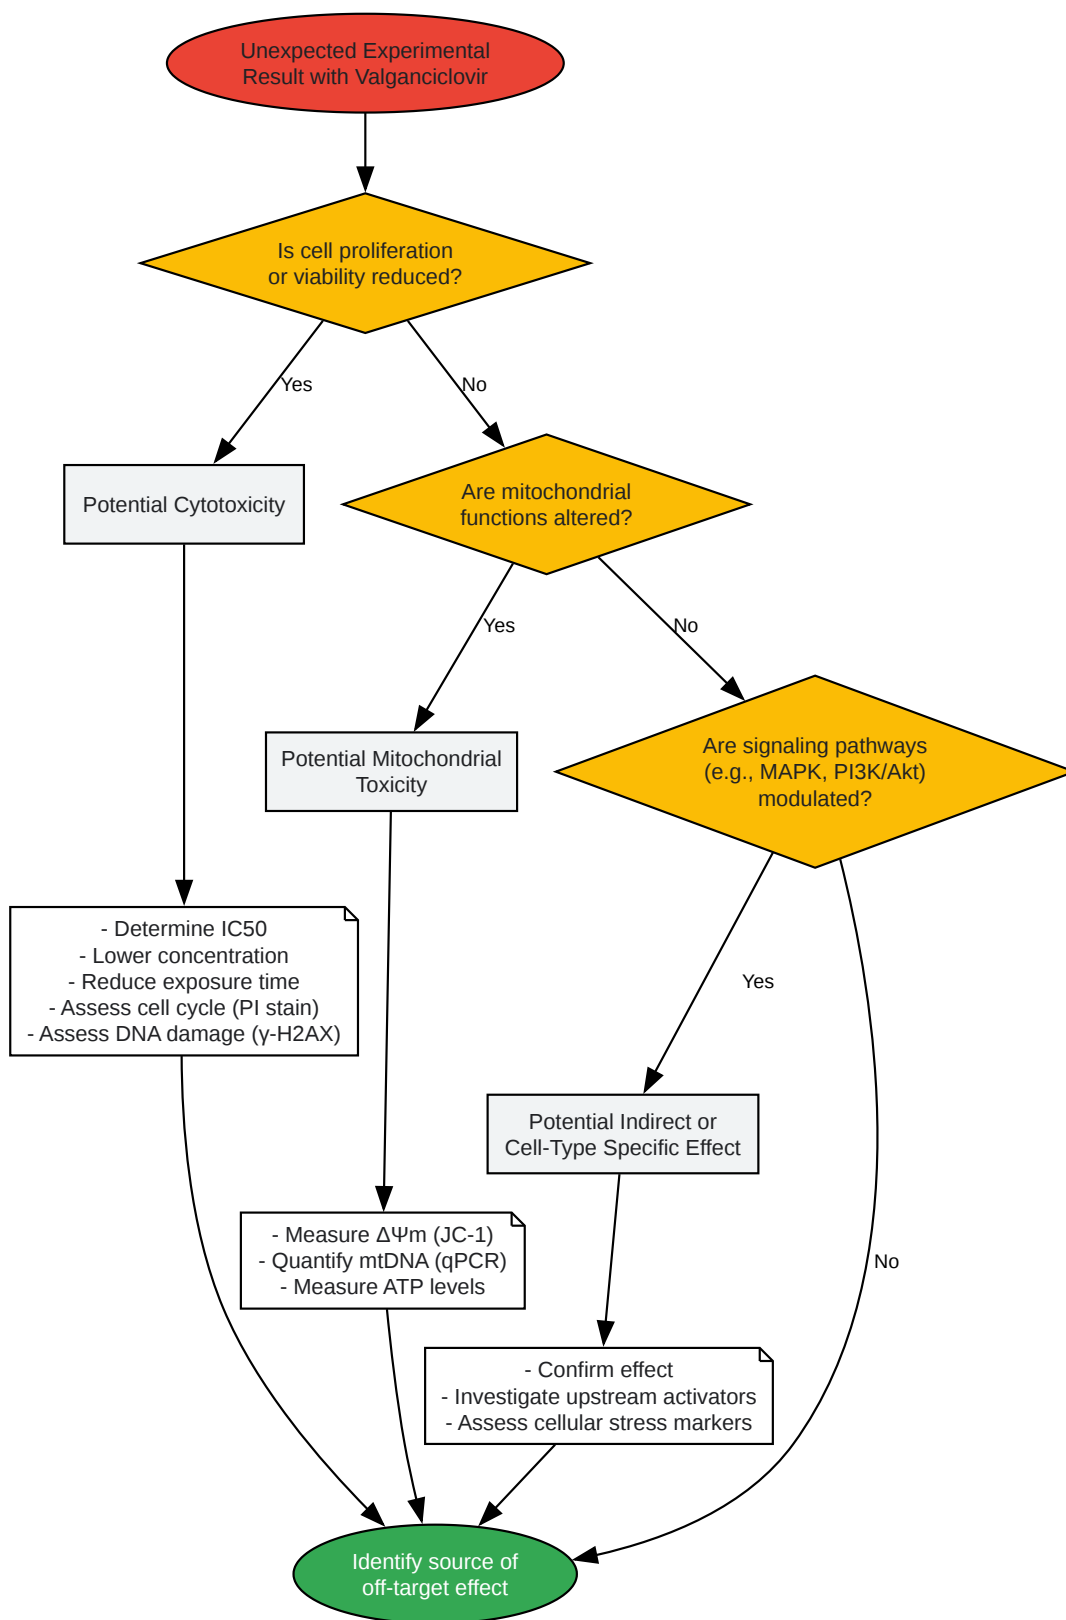 Unexpected Experimental
Result with Valganciclovir
Is cell proliferation
or viability reduced?
Yes
No
Potential Cytotoxicity
Are mitochondrial
functions altered?
Yes
No
Potential Mitochondrial
Toxicity
Are signaling pathways
(e.g., MAPK, PI3K/Akt)
modulated?
- Determine IC50
- Lower concentration
- Reduce exposure time
- Assess cell cycle (PI stain)
- Assess DNA damage (γ-H2AX)
Yes
Potential Indirect or
Cell-Type Specific Effect
- Measure ΔΨm (JC-1)
- Quantify mtDNA (qPCR)
- Measure ATP levels
No
- Confirm effect
- Investigate upstream activators
- Assess cellular stress markers
Identify source of
off-target effect